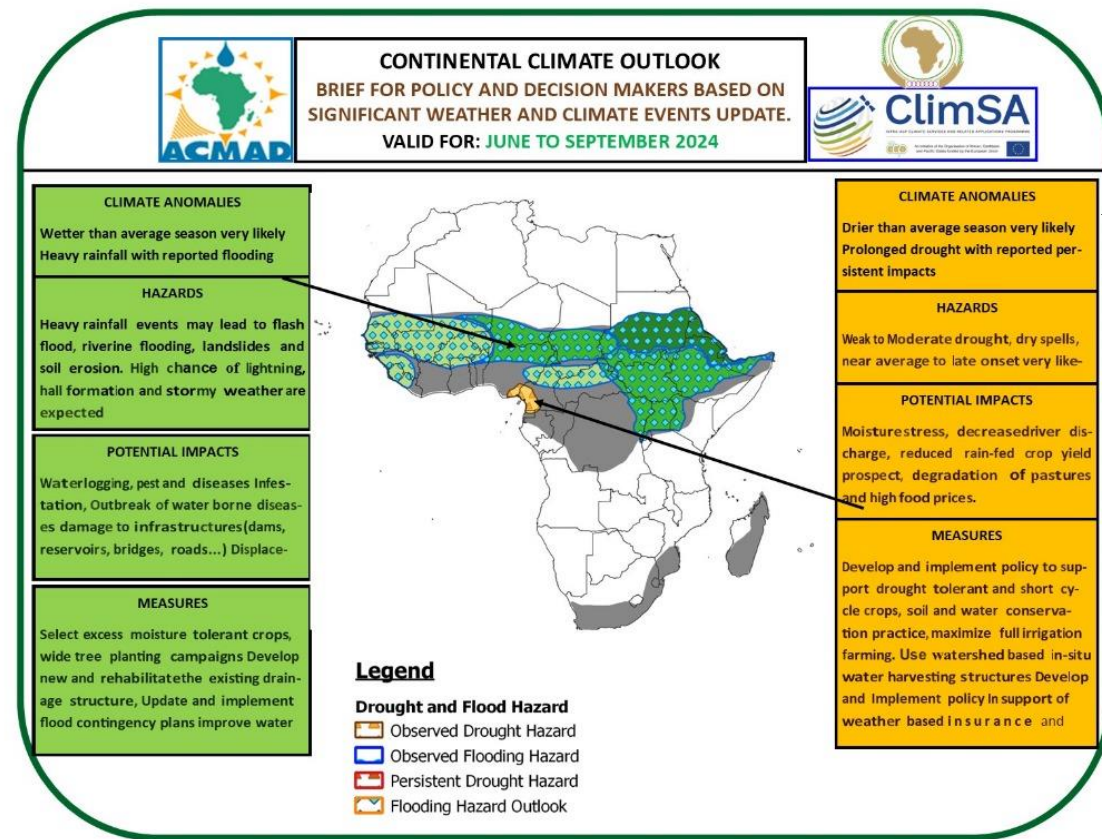 ACMAD
CONTINENTAL CLIMATE OUTLOOK
BRIEF FOR POLICY AND DECISION MAKERS BASED ON
SIGNIFICANT WEATHER AND CLIMATE EVENTS UPDATE.
VALID FOR: JUNE TO SEPTEMBER 2024
ClimSA
CLIMATE ANOMALIES
Wetter than average season very likely
Heavy rainfall with reported flooding
HAZARDS
Heavy rainfall events may lead to flash
flood, riverine flooding, landslides and
soil erosion. High chance of lightning,
hall formation and stormy weather are
expected
POTENTIAL IMPACTS
Waterlogging, pest and diseases Infes-
tation, Outbreak of water borne diseas-
es damage to infrastructures(dams,
reservoirs, bridges, roads...) Displace-
MEASURES
Select excess moisture tolerant crops,
wide tree planting campaigns Develop
new and rehabilitatethe existing drain-
age structure, Update and implement
flood contingency plans improve water
CLIMATE ANOMALIES
Drier than average season very likely
Prolonged drought with reported per-
sistent impacts
HAZARDS
Weak to Moderate drought, dry spells,
near average to late onset very like-
POTENTIAL IMPACTS
Moisturestress, decreasedriver dis-
charge, reduced rain-fed crop yield
prospect, degradation of pastures
and high food prices.
MEASURES
Develop and implement policy to sup-
port drought tolerant and short cy-
cle crops, soil and water conserva-
tion practice, maximize full irrigation
farming. Use watershed based in-situ
water harvesting structures Develop
and Implement policy In support of
weather based insurance and
Legend
Drought and Flood Hazard
Observed Drought Hazard
Observed Flooding Hazard
Persistent Drought Hazard
Flooding Hazard Outlook